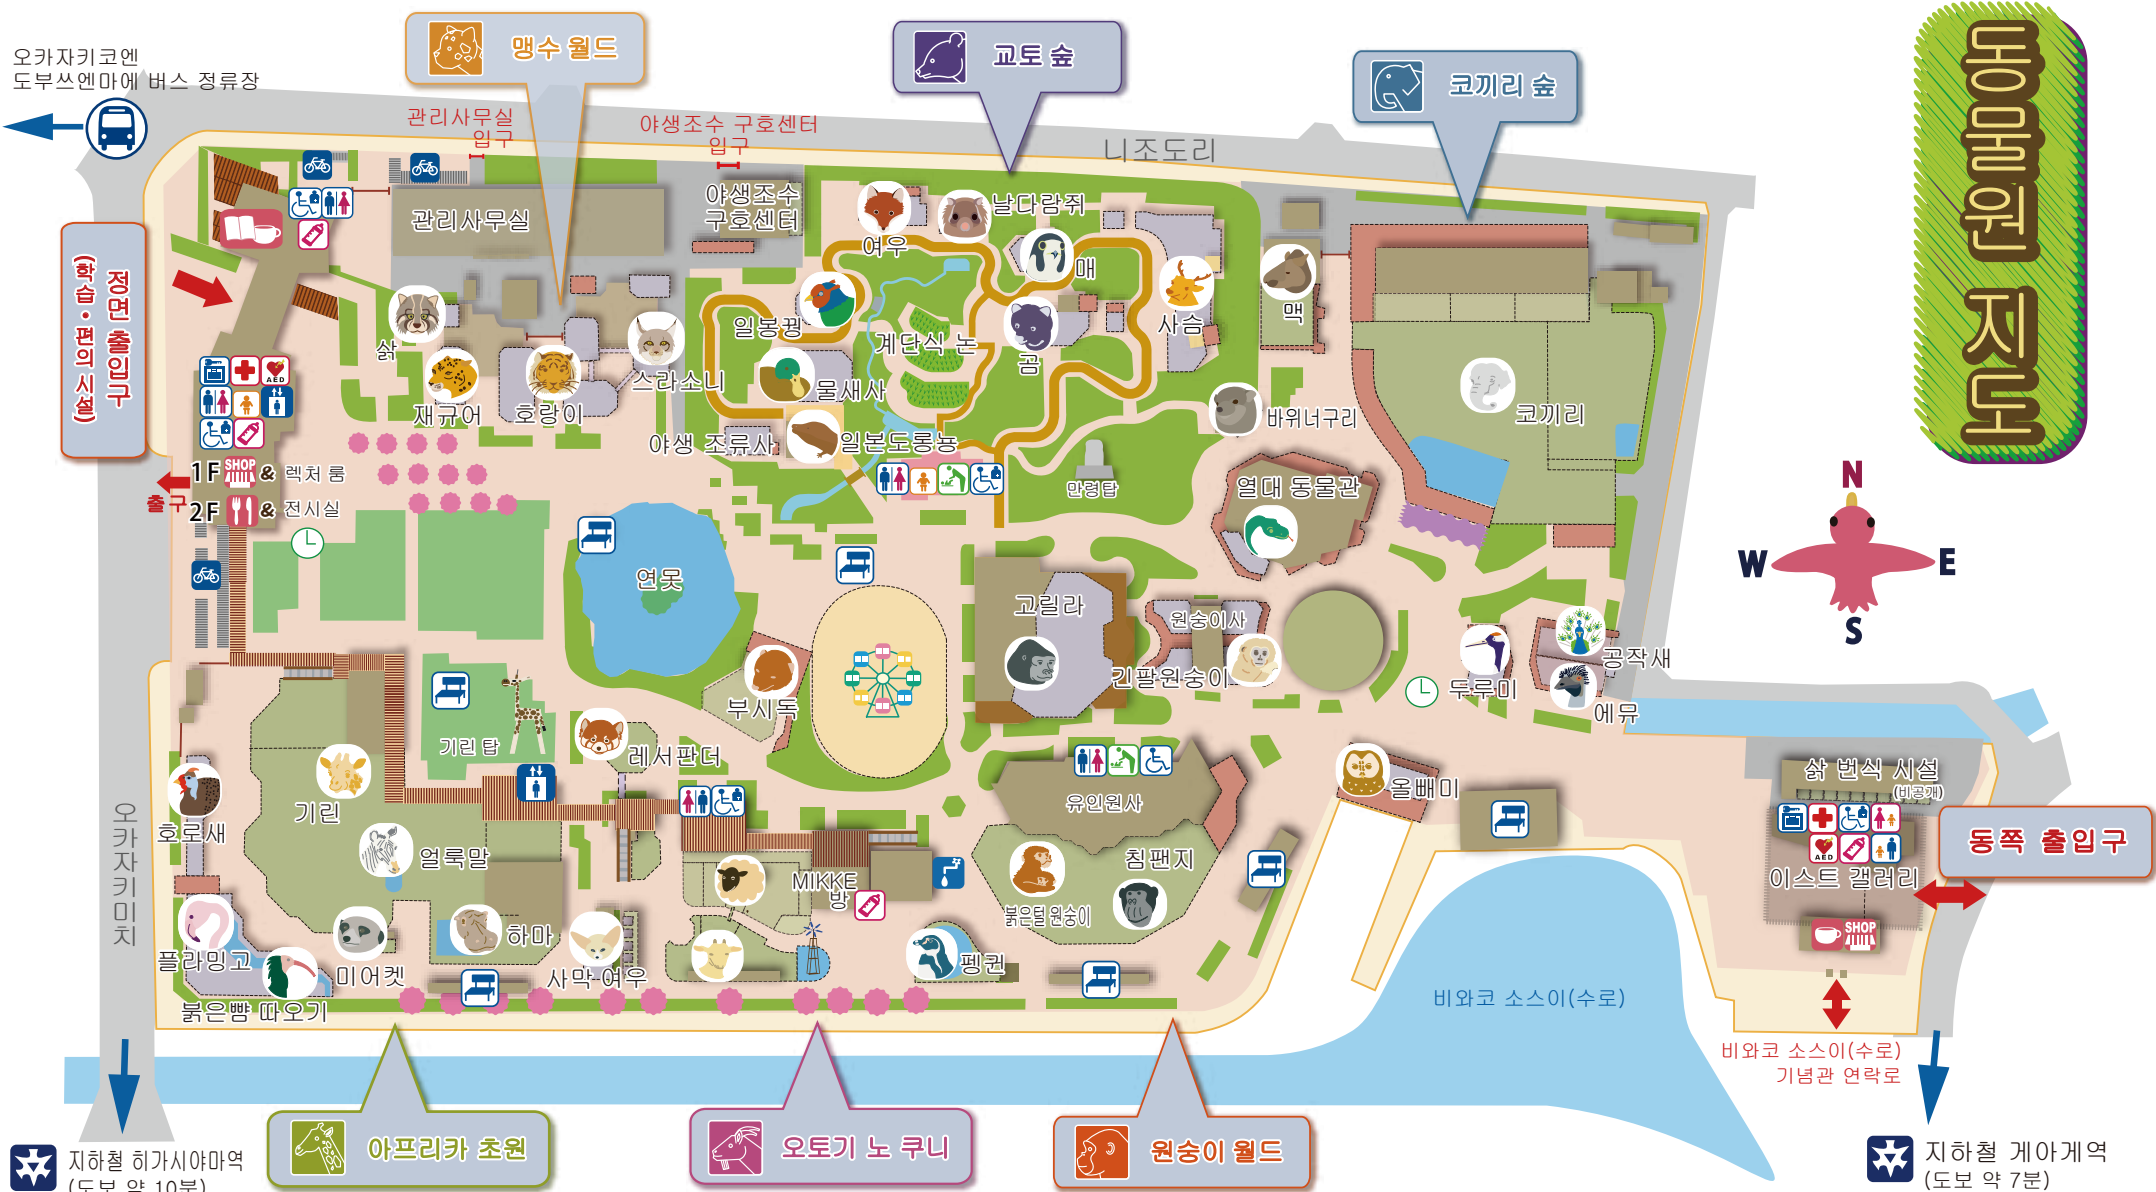 동물원 지도
오카자키코엔
도부쓰엔마에 버스 정류장
맹수 월드
교토 숲
코끼리 숲
관리사무실
입구
야생조수 구호센터
입구
니조도리
정면 출입구
(학습・편의 시설)
관리사무실
야생조수
구호센터
여우
날다람쥐
매
사슴
맥
삵
재규어
호랑이
스라소니
일봉꿩
계단식 논
곰
물새사
야생 조류사
일본도롱뇽
만령탑
바위너구리
코끼리
열대 동물관
AED
1F SHOP & 렉처 룸
2F & 전시실
출구
연못
고릴라
원숭이사
긴팔원숭이
두루미
공작새
에뮤
N
W
E
S
부시독
기린 탑
레서판더
기린
호로새
얼룩말
유인원사
올빼미
침팬지
붉은털 원숭이
MIKKE
방
플라밍고
붉은뺨 따오기
미어켓
하마
사막 여우
펭귄
삵 번식 시설
(비공개)
AED
이스트 갤러리
SHOP
동쪽 출입구
오카자키미치
비와코 소스이(수로)
비와코 소스이(수로)
기념관 연락로
아프리카 초원
오토기 노 쿠니
원숭이 월드
지하철 히가시야마역
(도보 약 10분)
지하철 게아게역
(도보 약 7분)